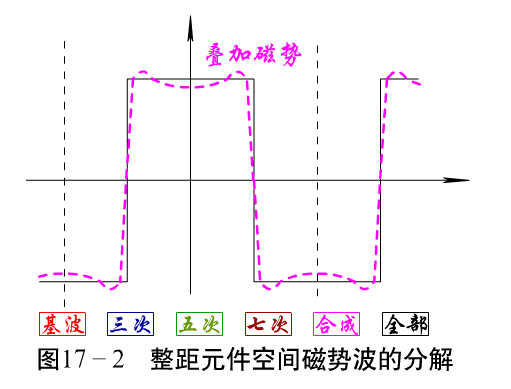 叠加磁势
基波 三次 五次 七次 合成 全部
图17-2 整距元件空间磁势波的分解